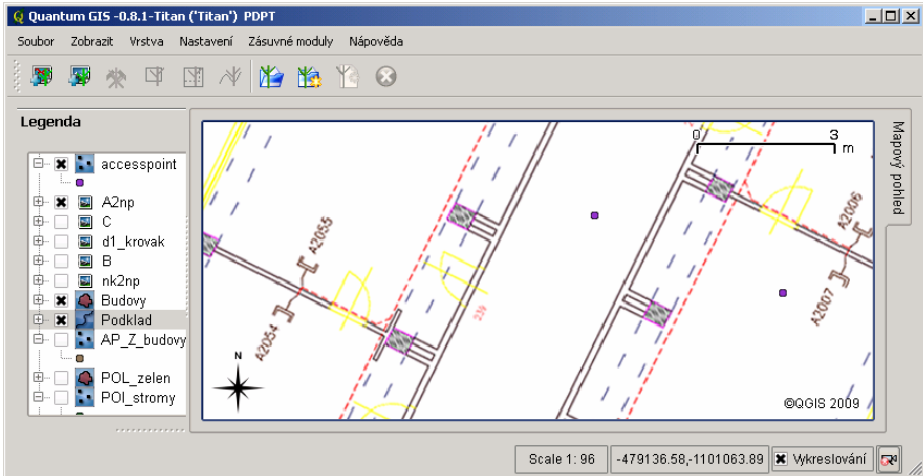 Quantum GIS -0.8.1-Titan ('Titan') PDPT
Soubor Zobrazit Vrstva Nastavení Zásuvné moduly Nápověda
Legenda
accesspoint
A2np
C
d1_krovak
B
nk2np
Budovy
Podklad
AP_Z_budovy
POL_zelen
POI_stromy
0 3
m
A2055
A2054
A2006
A2007
N
©QGIS 2009
Mapový pohled
Scale 1: 96 -479136.58,-1101063.89 Vykreslování